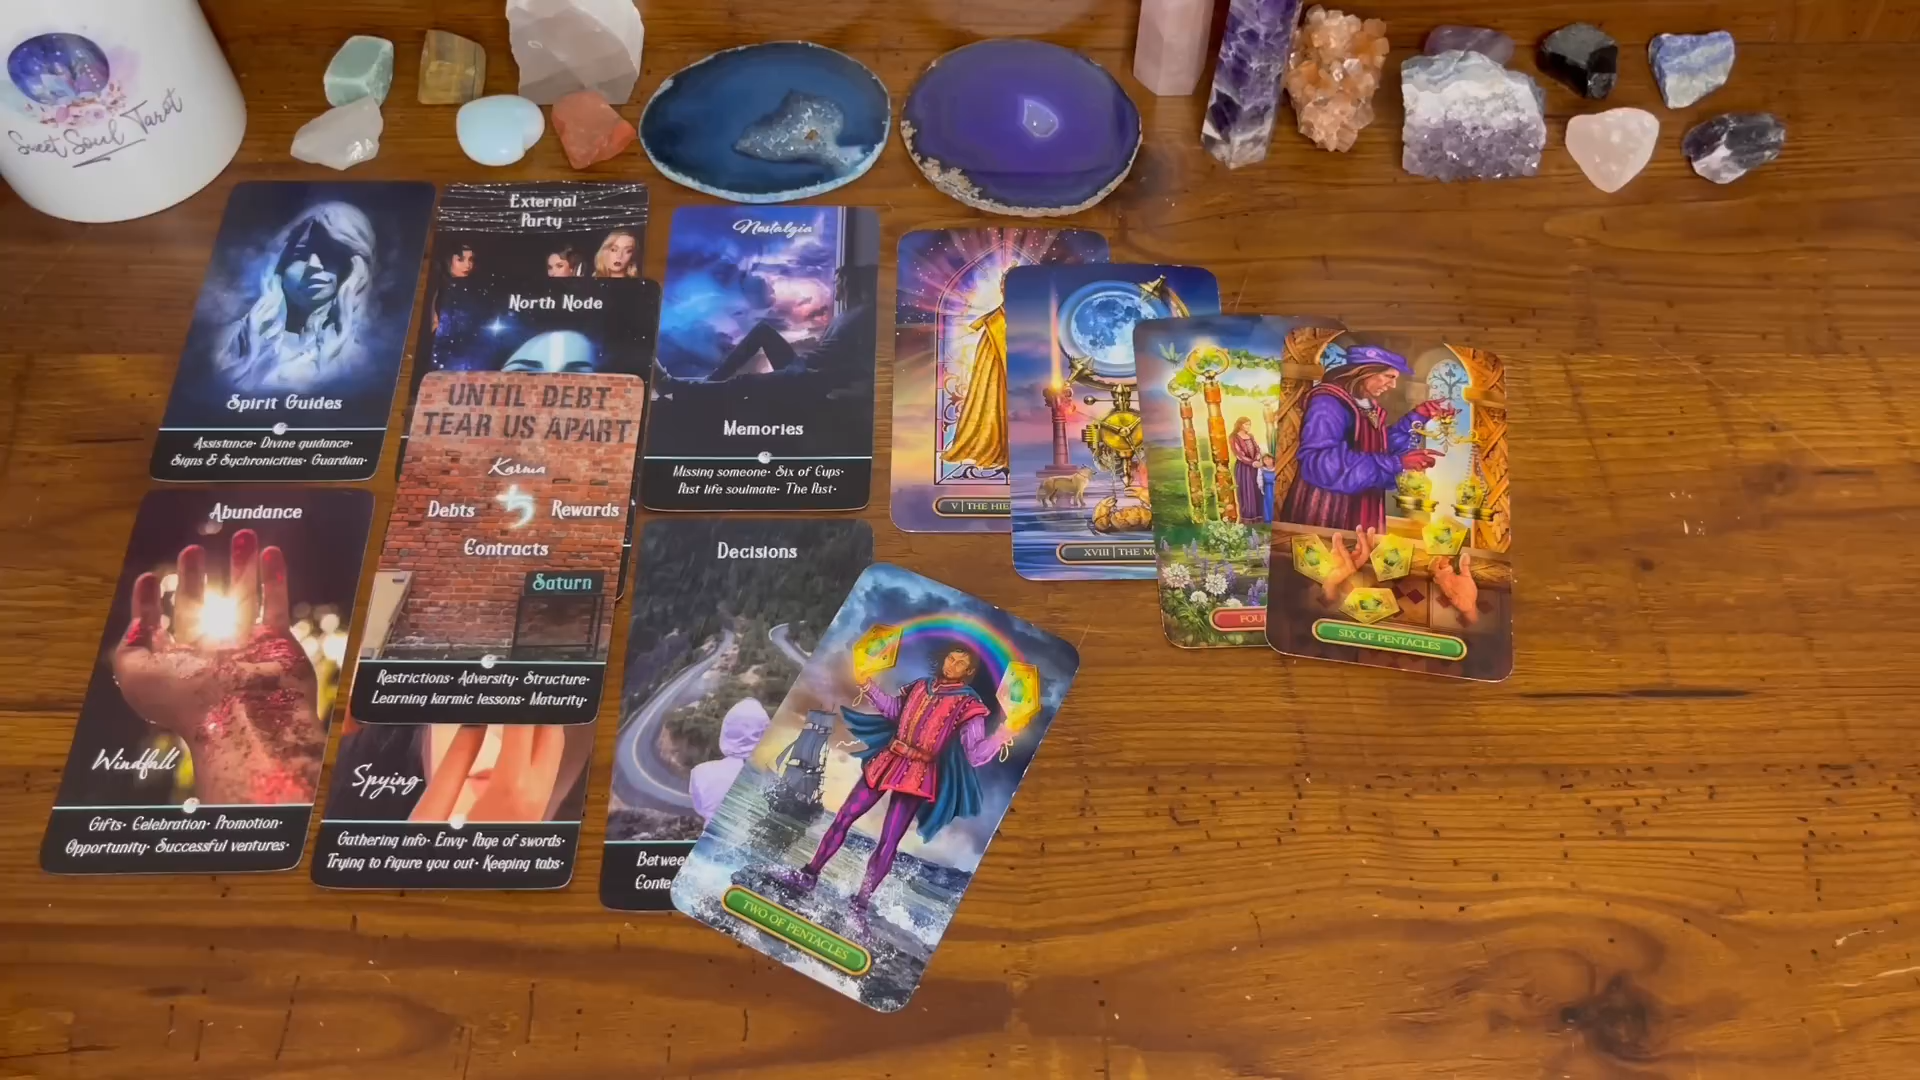 Sweet Soul Tarot
Spirit Guides
Assistance• Divine guidance•
Signs & Sychronicities• Guardian•
External
Party
North Node
UNTIL DEBT
TEAR US APART
Karma
Debts
Rewards
Contracts
Saturn
Restrictions• Adversity• Structure•
Learning karmic lessons• Maturity•
Nostalgia
Memories
Missing someone• Six of Cups•
Past life soulmate• The Past•
Abundance
Windfall
Gifts• Celebration• Promotion•
Opportunity• Successful ventures•
Spying
Gathering info• Envy• Page of swords•
Trying to figure you out• Keeping tabs•
Decisions
TWO OF PENTACLES
V | THE HIE
XVIII | THE MO
FOU
SIX OF PENTACLES